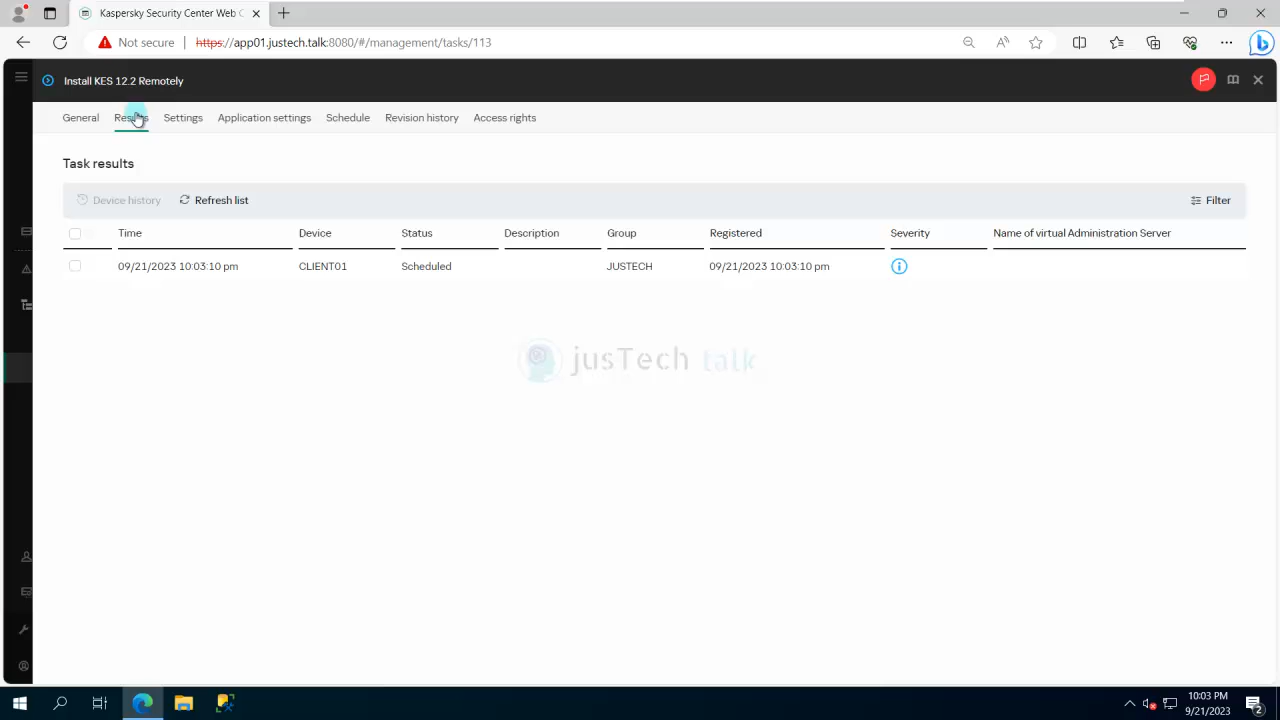 Kaspersky Security Center Web C
Not secure | https://app01.justech.talk:8080/#/management/tasks/113
Install KES 12.2 Remotely
General Results Settings Application settings Schedule Revision history Access rights
Task results
Device history Refresh list Filter
Time Device Status Description Group Registered Severity Name of virtual Administration Server
09/21/2023 10:03:10 pm CLIENT01 Scheduled JUSTECH 09/21/2023 10:03:10 pm
jusTech talk
10:03 PM
9/21/2023
2